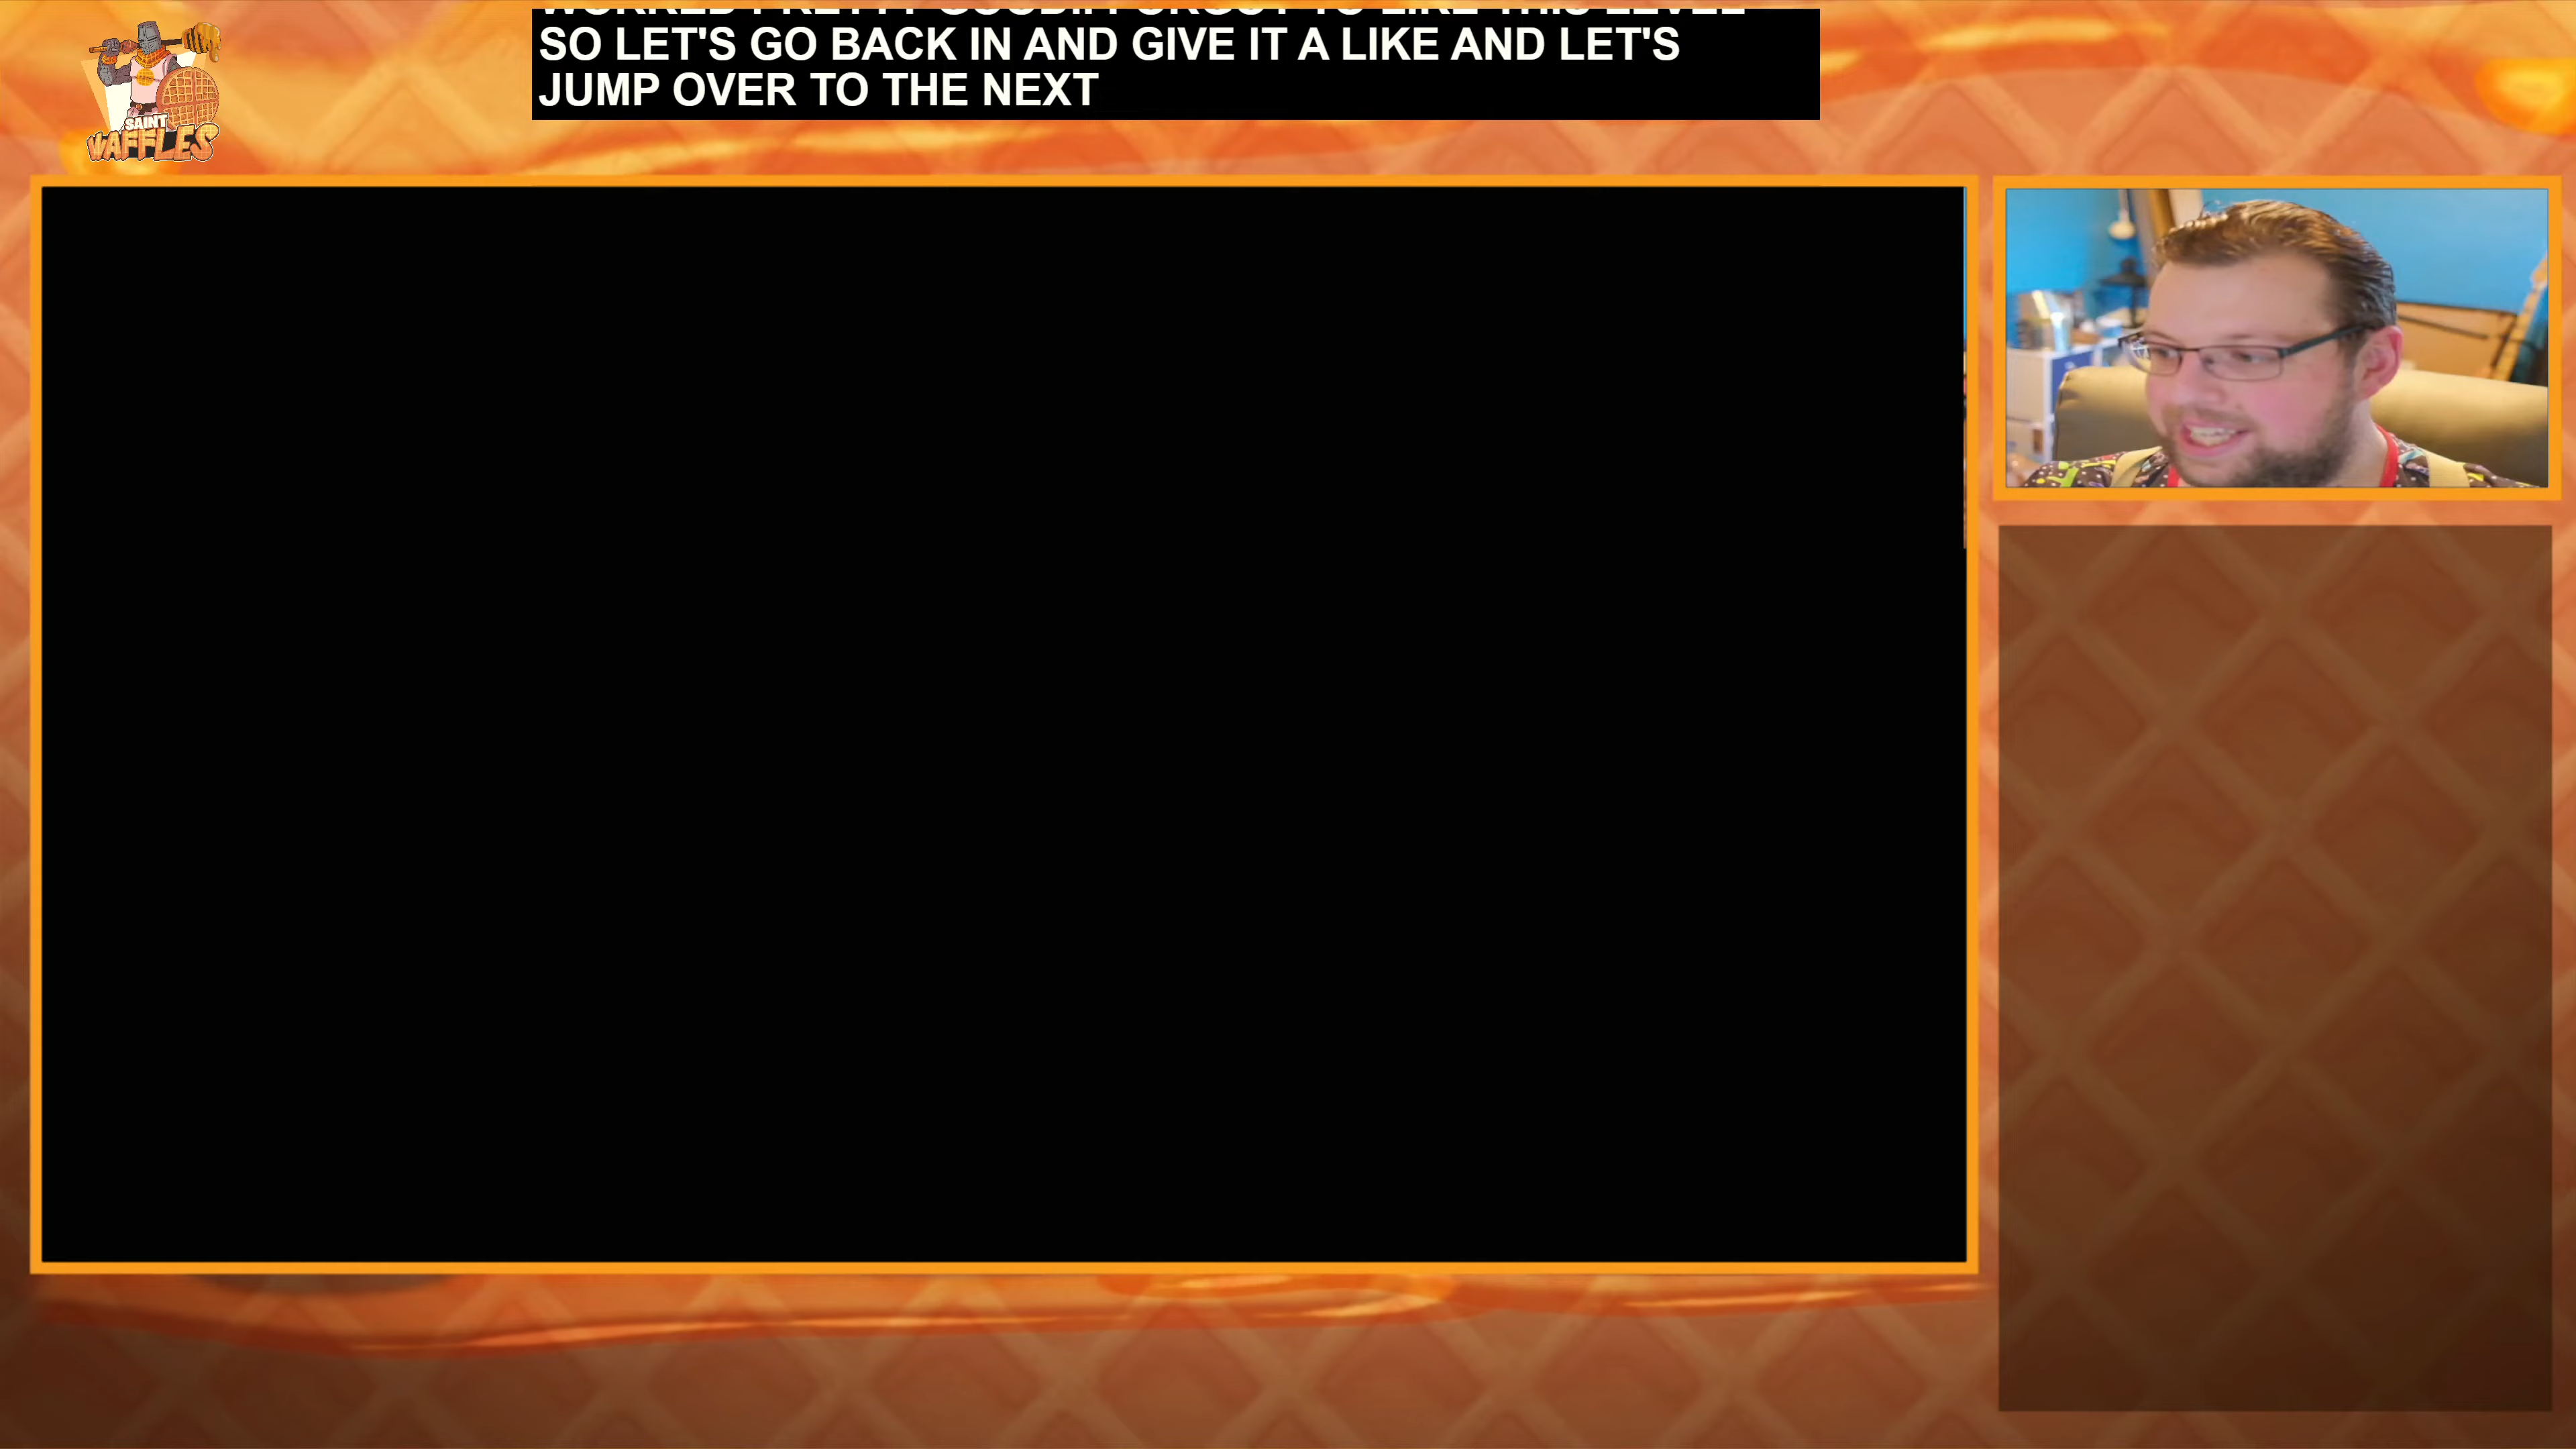 SO LET'S GO BACK IN AND GIVE IT A LIKE AND LET'S
JUMP OVER TO THE NEXT
SAINT
WAFFLES